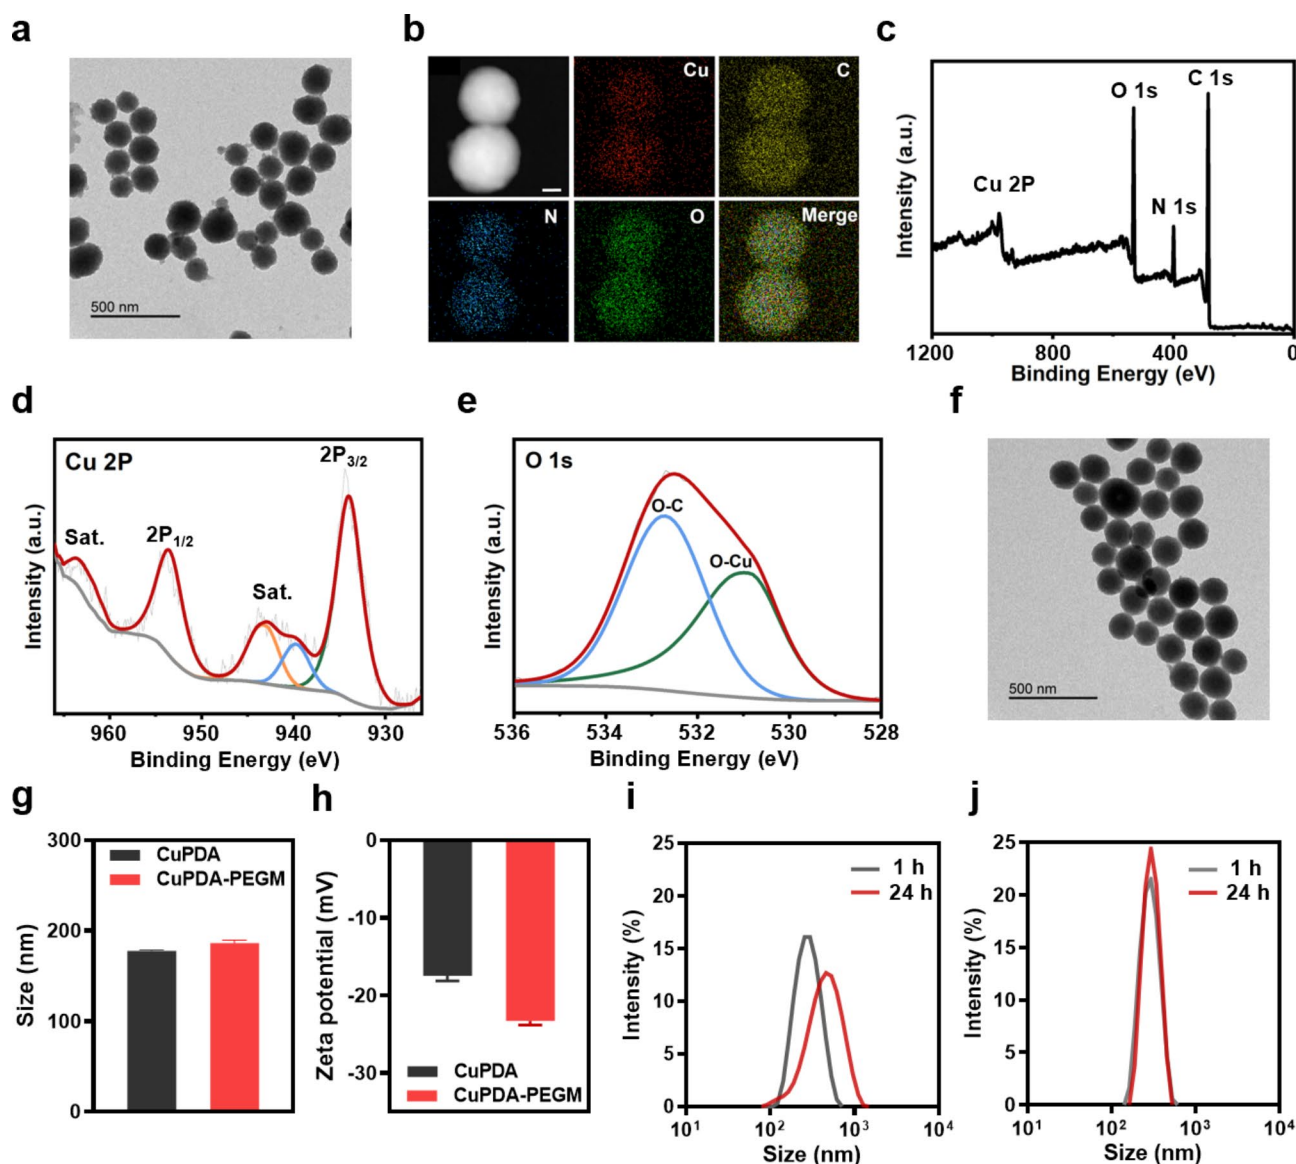 a
500 nm
b
Cu
C
N
O
Merge
c
Intensity (a.u.)
Cu 2P
O 1s
N 1s
C 1s
1200 800 400 0
Binding Energy (eV)
d
Cu 2P
Intensity (a.u.)
Sat.
2P1/2
Sat.
2P3/2
960 950 940 930
Binding Energy (eV)
e
O 1s
Intensity (a.u.)
O-C
O-Cu
536 534 532 530 528
Binding Energy (eV)
f
500 nm
g
Size (nm)
300
200
100
0
CuPDA
CuPDA-PEGM
h
Zeta potential (mV)
0
-10
-20
-30
CuPDA
CuPDA-PEGM
i
Intensity (%)
25
20
15
10
5
0
1 h
24 h
10¹ 10² 10³ 10⁴
Size (nm)
j
Intensity (%)
25
20
15
10
5
0
1 h
24 h
10¹ 10² 10³ 10⁴
Size (nm)